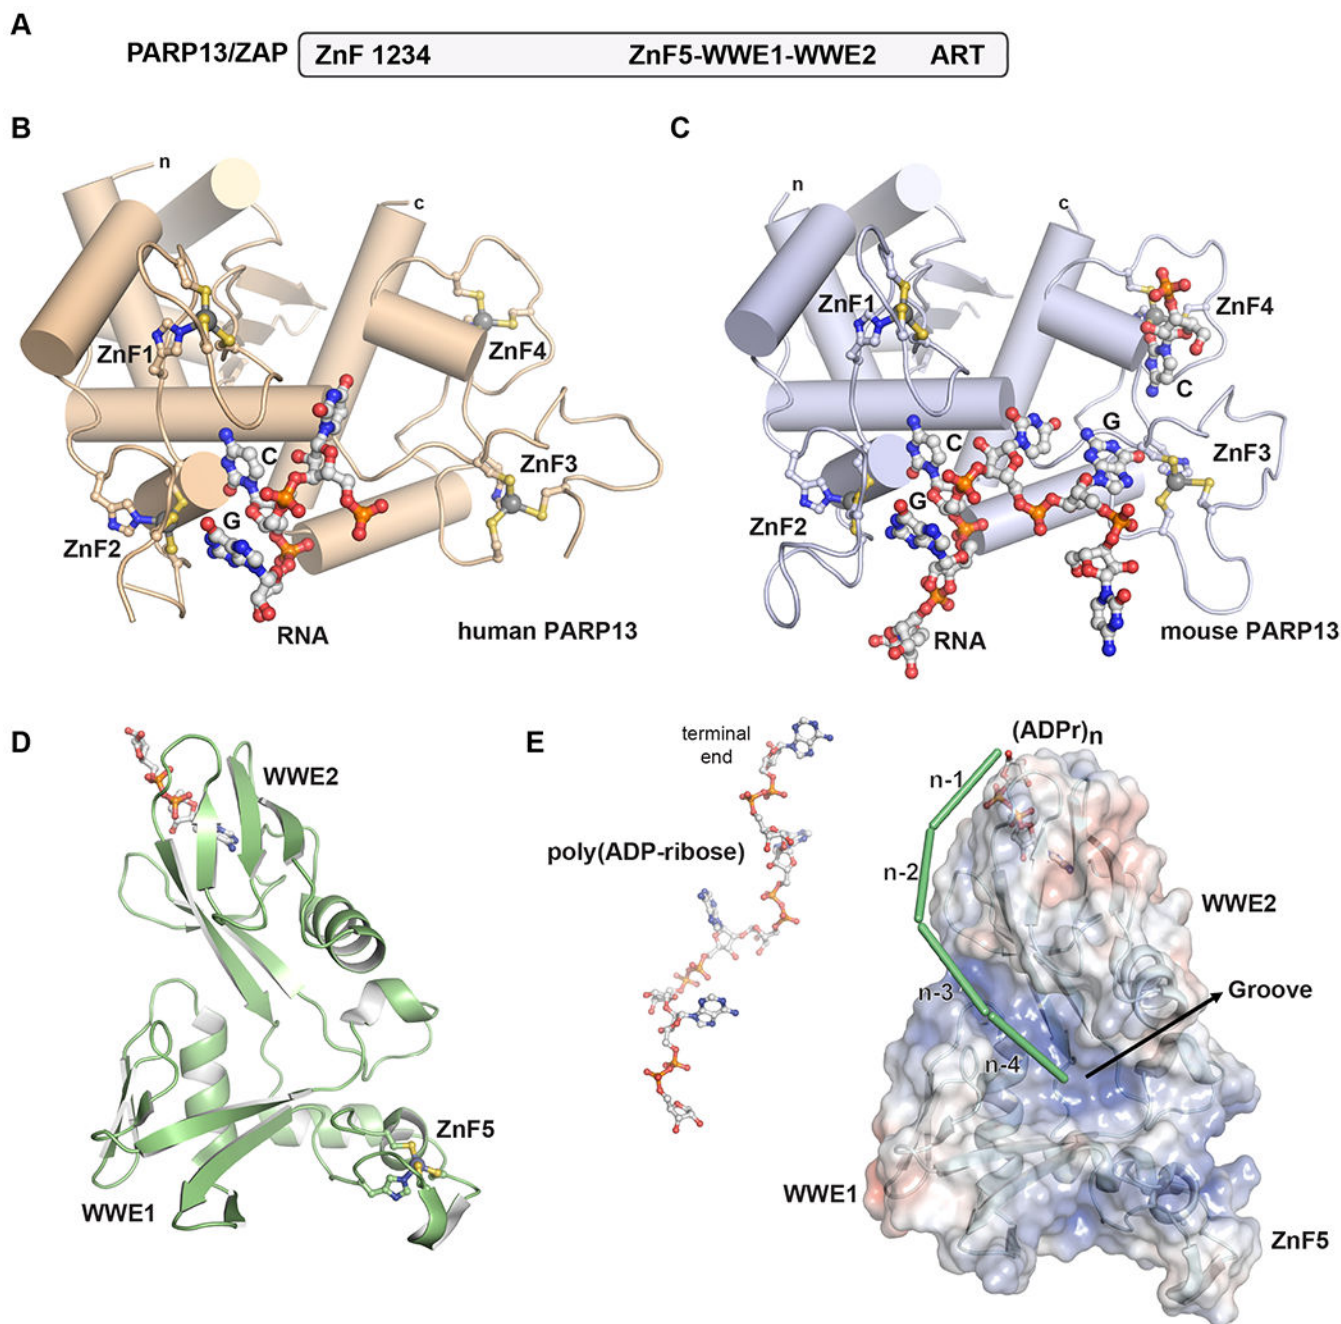 A
PARP13/ZAP
ZnF 1234
ZnF5-WWE1-WWE2
ART
B
n
c
ZnF1
ZnF4
C
ZnF3
G
ZnF2
RNA
human PARP13
C
n
c
ZnF1
ZnF4
C
C
G
ZnF3
G
ZnF2
RNA
mouse PARP13
D
WWE2
ZnF5
WWE1
E
terminal
end
poly(ADP-ribose)
(ADPr)n
n-1
n-2
WWE2
n-3
Groove
n-4
WWE1
ZnF5